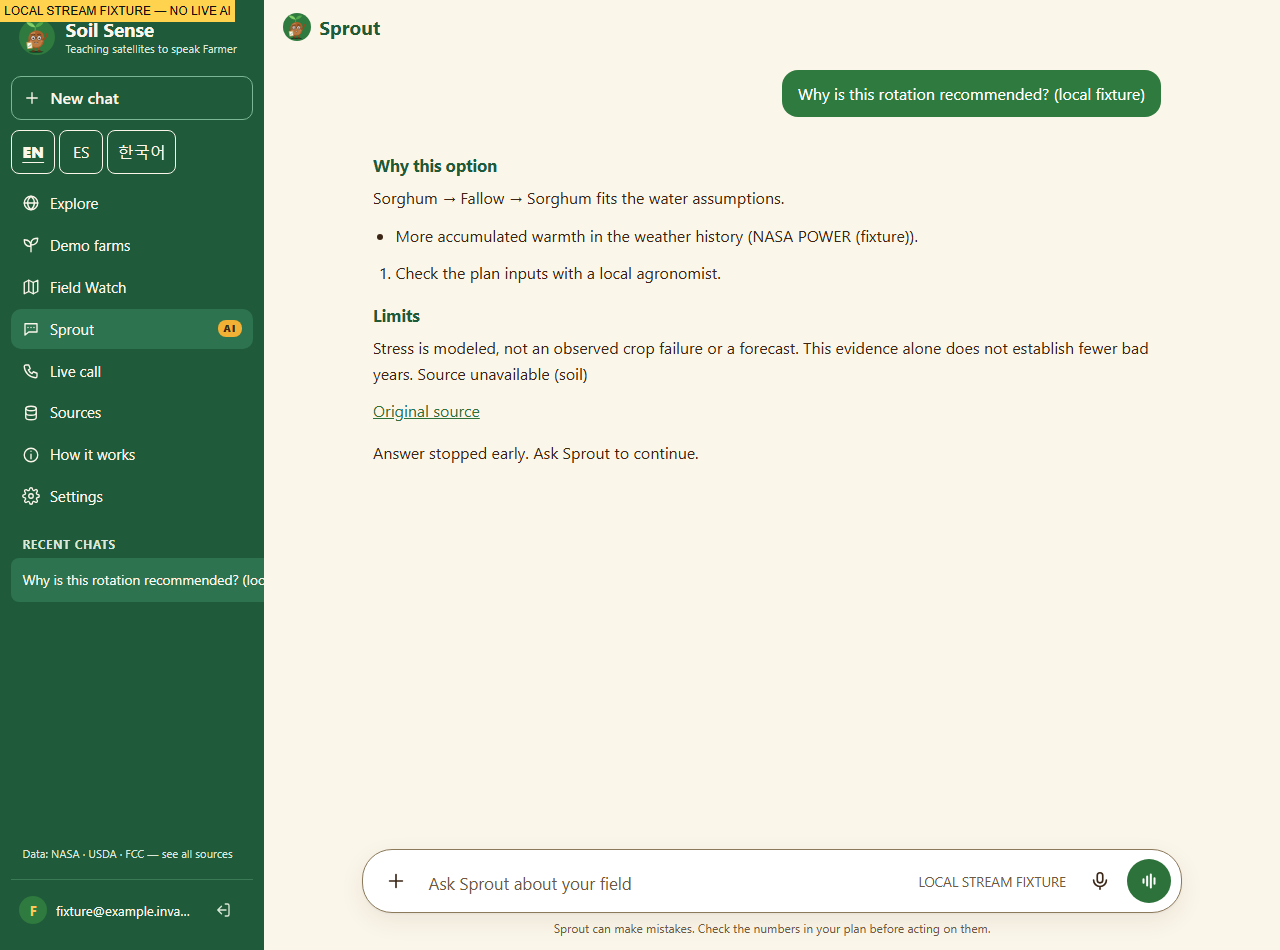 LOCAL STREAM FIXTURE — NO LIVE AI
Soil Sense
Teaching satellites to speak Farmer
New chat
EN ES 한국어
Explore
Demo farms
Field Watch
Sprout AI
Live call
Sources
How it works
Settings
RECENT CHATS
Why is this rotation recommended? (loc
Data: NASA · USDA · FCC — see all sources
F fixture@example.inva...
Sprout
Why is this rotation recommended? (local fixture)
Why this option
Sorghum → Fallow → Sorghum fits the water assumptions.
• More accumulated warmth in the weather history (NASA POWER (fixture)).
1. Check the plan inputs with a local agronomist.
Limits
Stress is modeled, not an observed crop failure or a forecast. This evidence alone does not establish fewer bad
years. Source unavailable (soil)
Original source
Answer stopped early. Ask Sprout to continue.
Ask Sprout about your field LOCAL STREAM FIXTURE
Sprout can make mistakes. Check the numbers in your plan before acting on them.